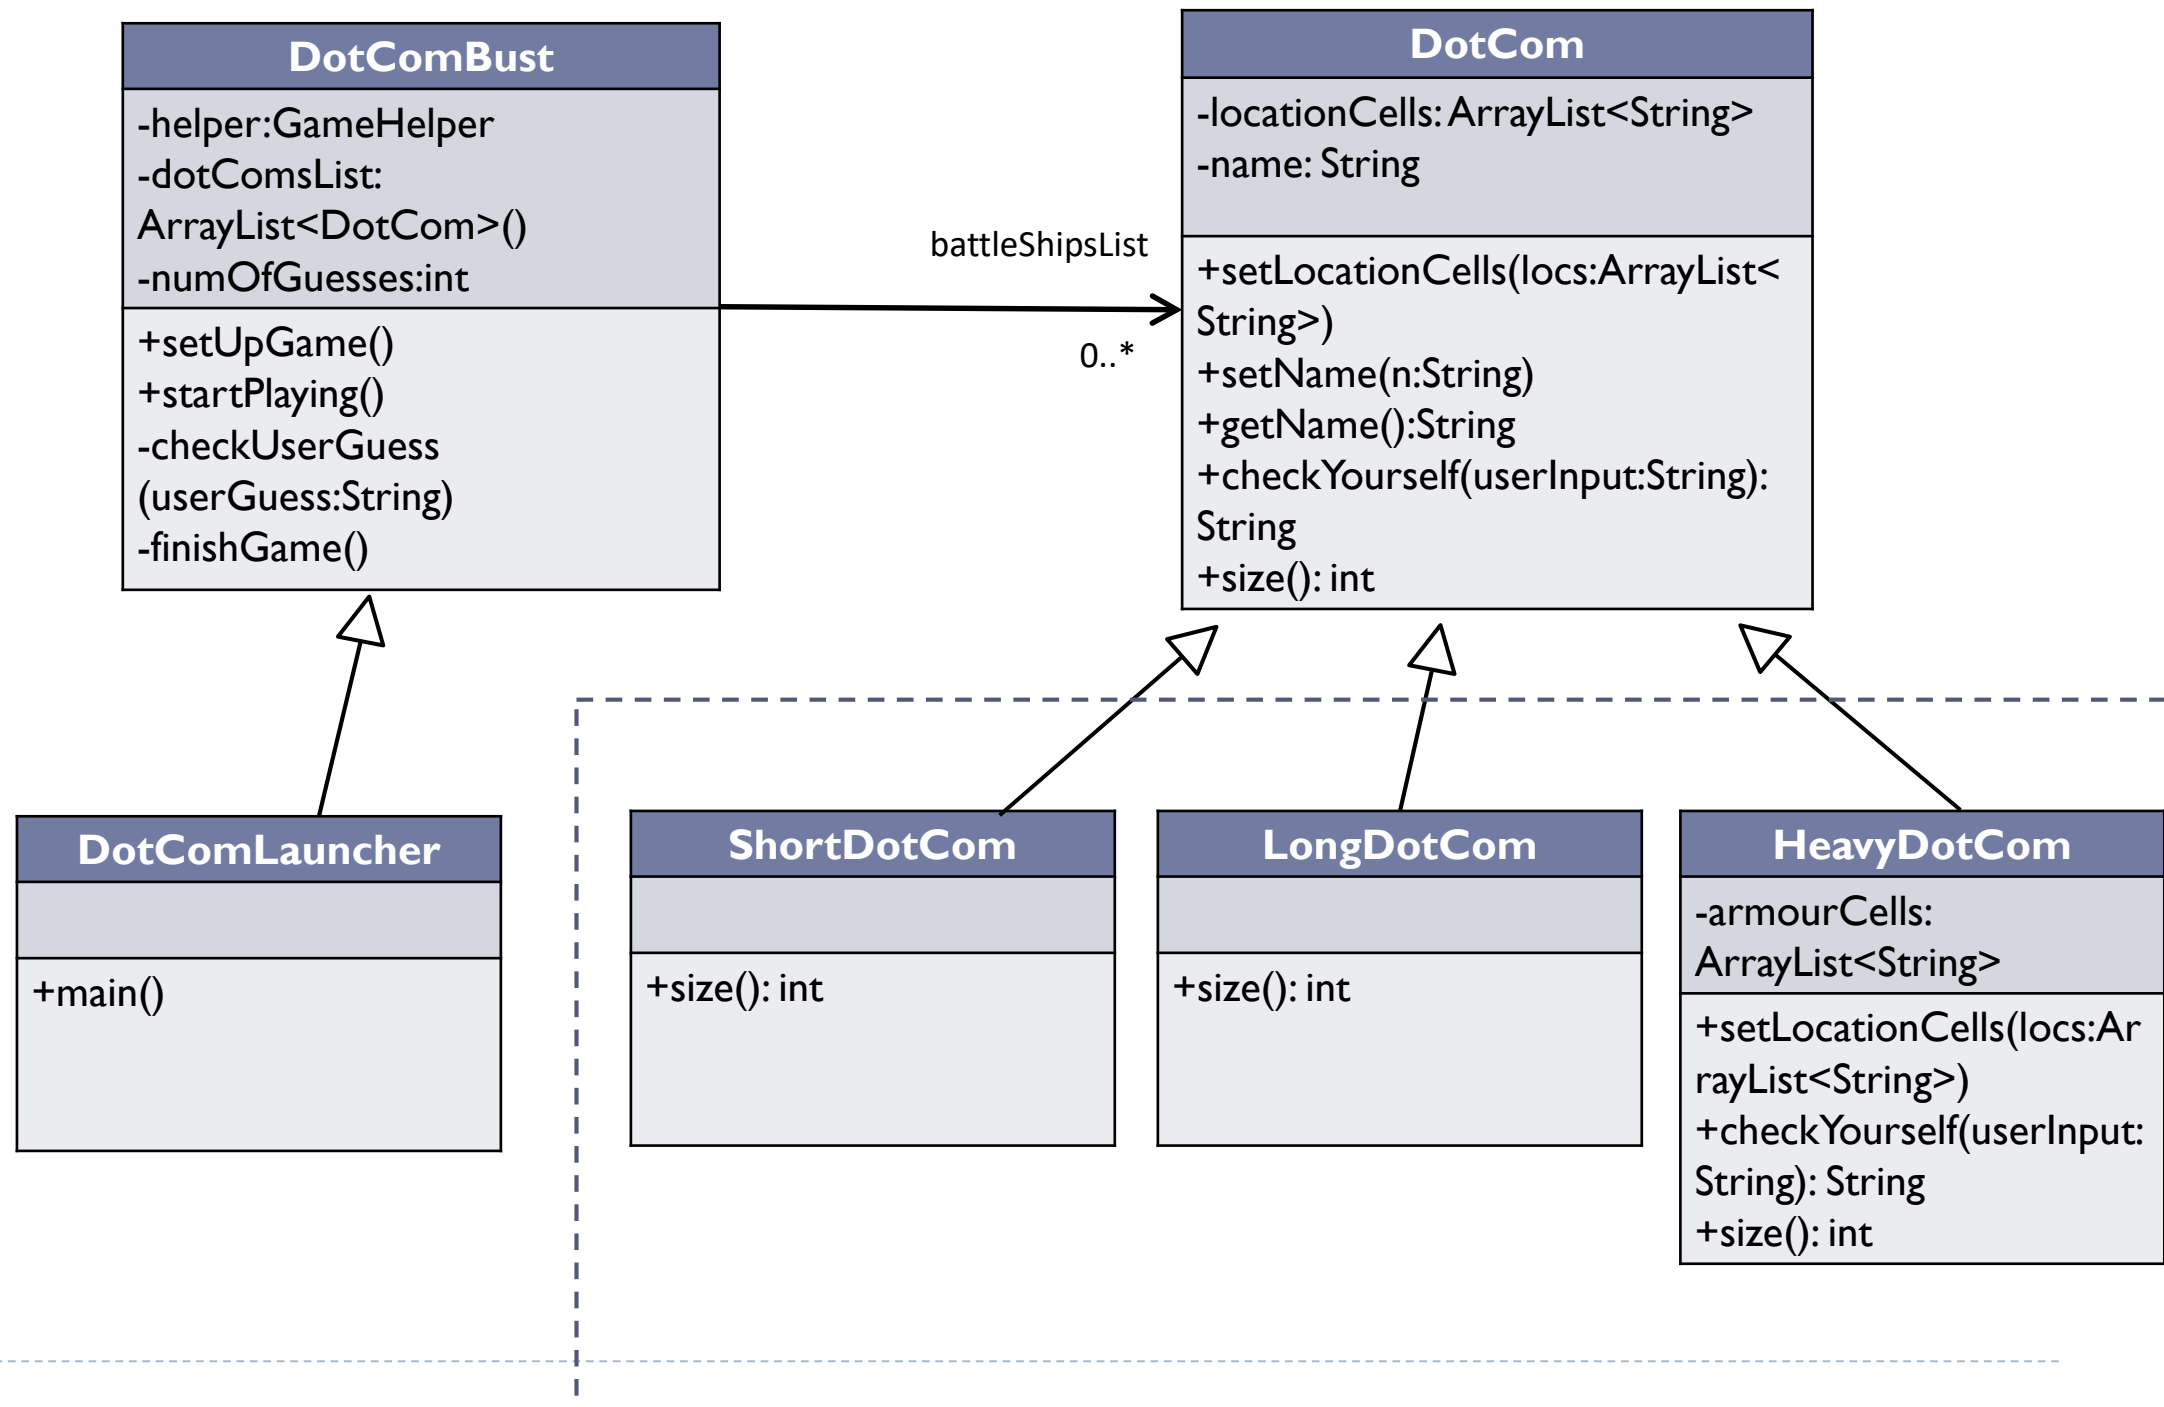 DotComBust
-helper:GameHelper
-dotComsList:
ArrayList<DotCom>()
-numOfGuesses:int
+setUpGame()
+startPlaying()
-checkUserGuess
(userGuess:String)
-finishGame()
battleShipsList
0..*
DotCom
-locationCells: ArrayList<String>
-name: String
+setLocationCells(locs:ArrayList<
String>)
+setName(n:String)
+getName():String
+checkYourself(userInput:String):
String
+size(): int
DotComLauncher
+main()
ShortDotCom
+size(): int
LongDotCom
+size(): int
HeavyDotCom
-armourCells:
ArrayList<String>
+setLocationCells(locs:Ar
rayList<String>)
+checkYourself(userInput:
String): String
+size(): int